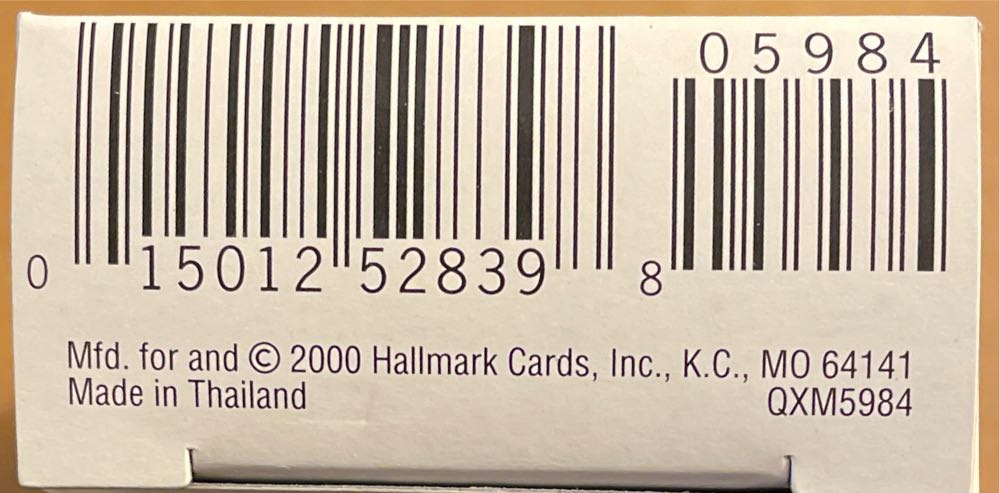 05984
0 15012 52839 8
Mfd. for and © 2000 Hallmark Cards, Inc., K.C., MO 64141
Made in Thailand QXM5984